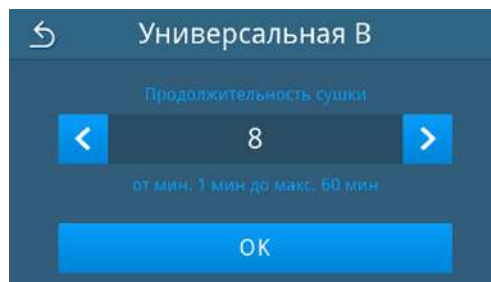 Универсальная B
Продолжительность сушки
8
от мин. 1 мин до макс. 60 мин
OK